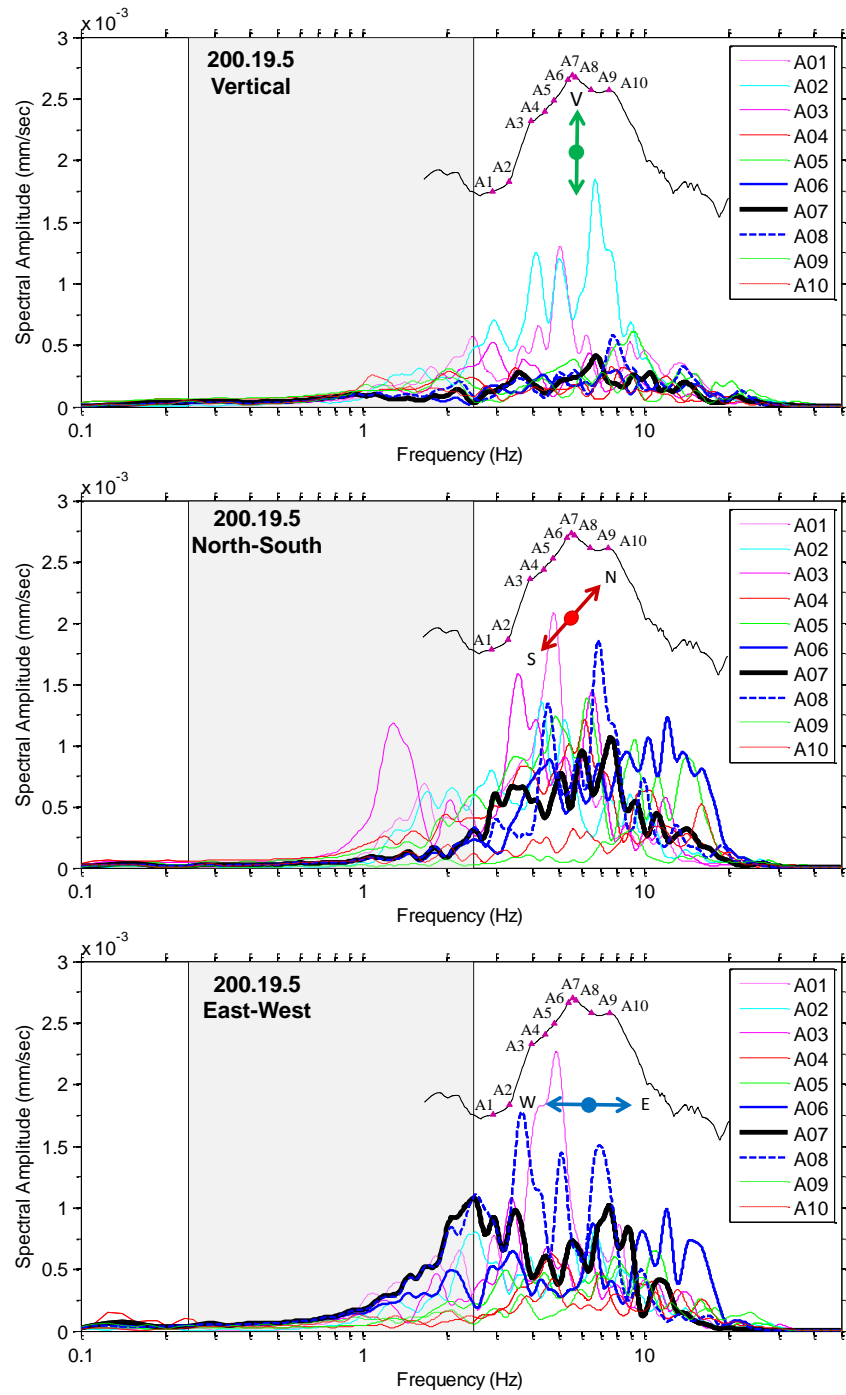 x 10-3
3
2.5
2
1.5
1
0.5
0
Spectral Amplitude (mm/sec)
200.19.5
Vertical
A1
A2
A3
A4
A5
A6
A7
A8
A9
A10
V
A01
A02
A03
A04
A05
A06
A07
A08
A09
A10
0.1
1
10
Frequency (Hz)
x 10-3
3
2.5
2
1.5
1
0.5
0
Spectral Amplitude (mm/sec)
200.19.5
North-South
A1
A2
A3
A4
A5
A6
A7
A8
A9
A10
N
S
A01
A02
A03
A04
A05
A06
A07
A08
A09
A10
0.1
1
10
Frequency (Hz)
x 10-3
3
2.5
2
1.5
1
0.5
0
Spectral Amplitude (mm/sec)
200.19.5
East-West
A1
A2
A3
A4
A5
A6
A7
A8
A9
A10
W
E
A01
A02
A03
A04
A05
A06
A07
A08
A09
A10
0.1
1
10
Frequency (Hz)